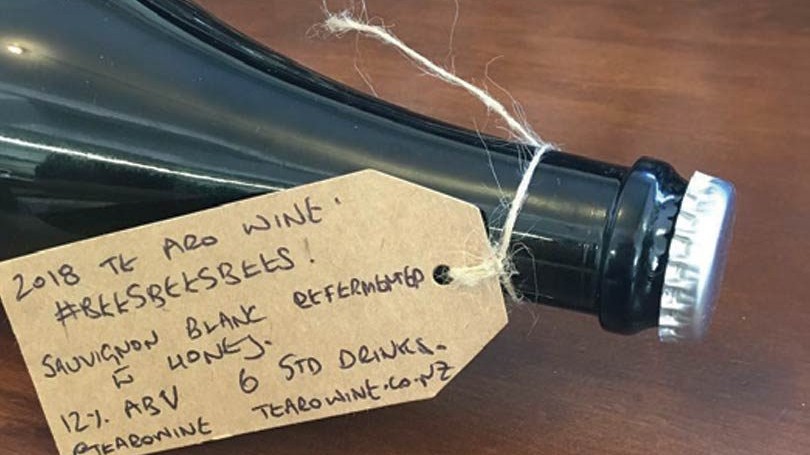 2018 TE ARO WINE.
#BEESBEESBEES!
SAUVIGNON BLANC REFERMENTED
E HONEY.
12% ABV 6 STD DRINKS.
@TEAROWINE TEAROWINE.CO.NZ